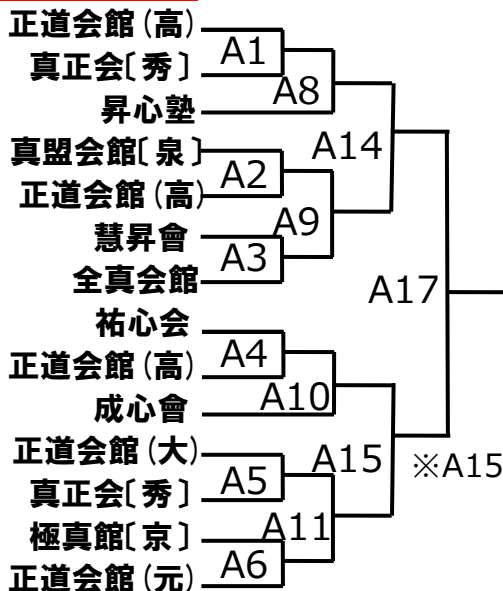 正道会館(高)
A1
真正会〔秀〕
A8
昇心塾
A14
真盟会館〔泉〕
A2
正道会館(高)
A9
慧昇會
A3
全真会館
A17
祐心会
A4
正道会館(高)
A10
成心會
正道会館(大)
A15
※A15
A5
真正会〔秀〕
A11
極真館〔京〕
A6
正道会館(元)